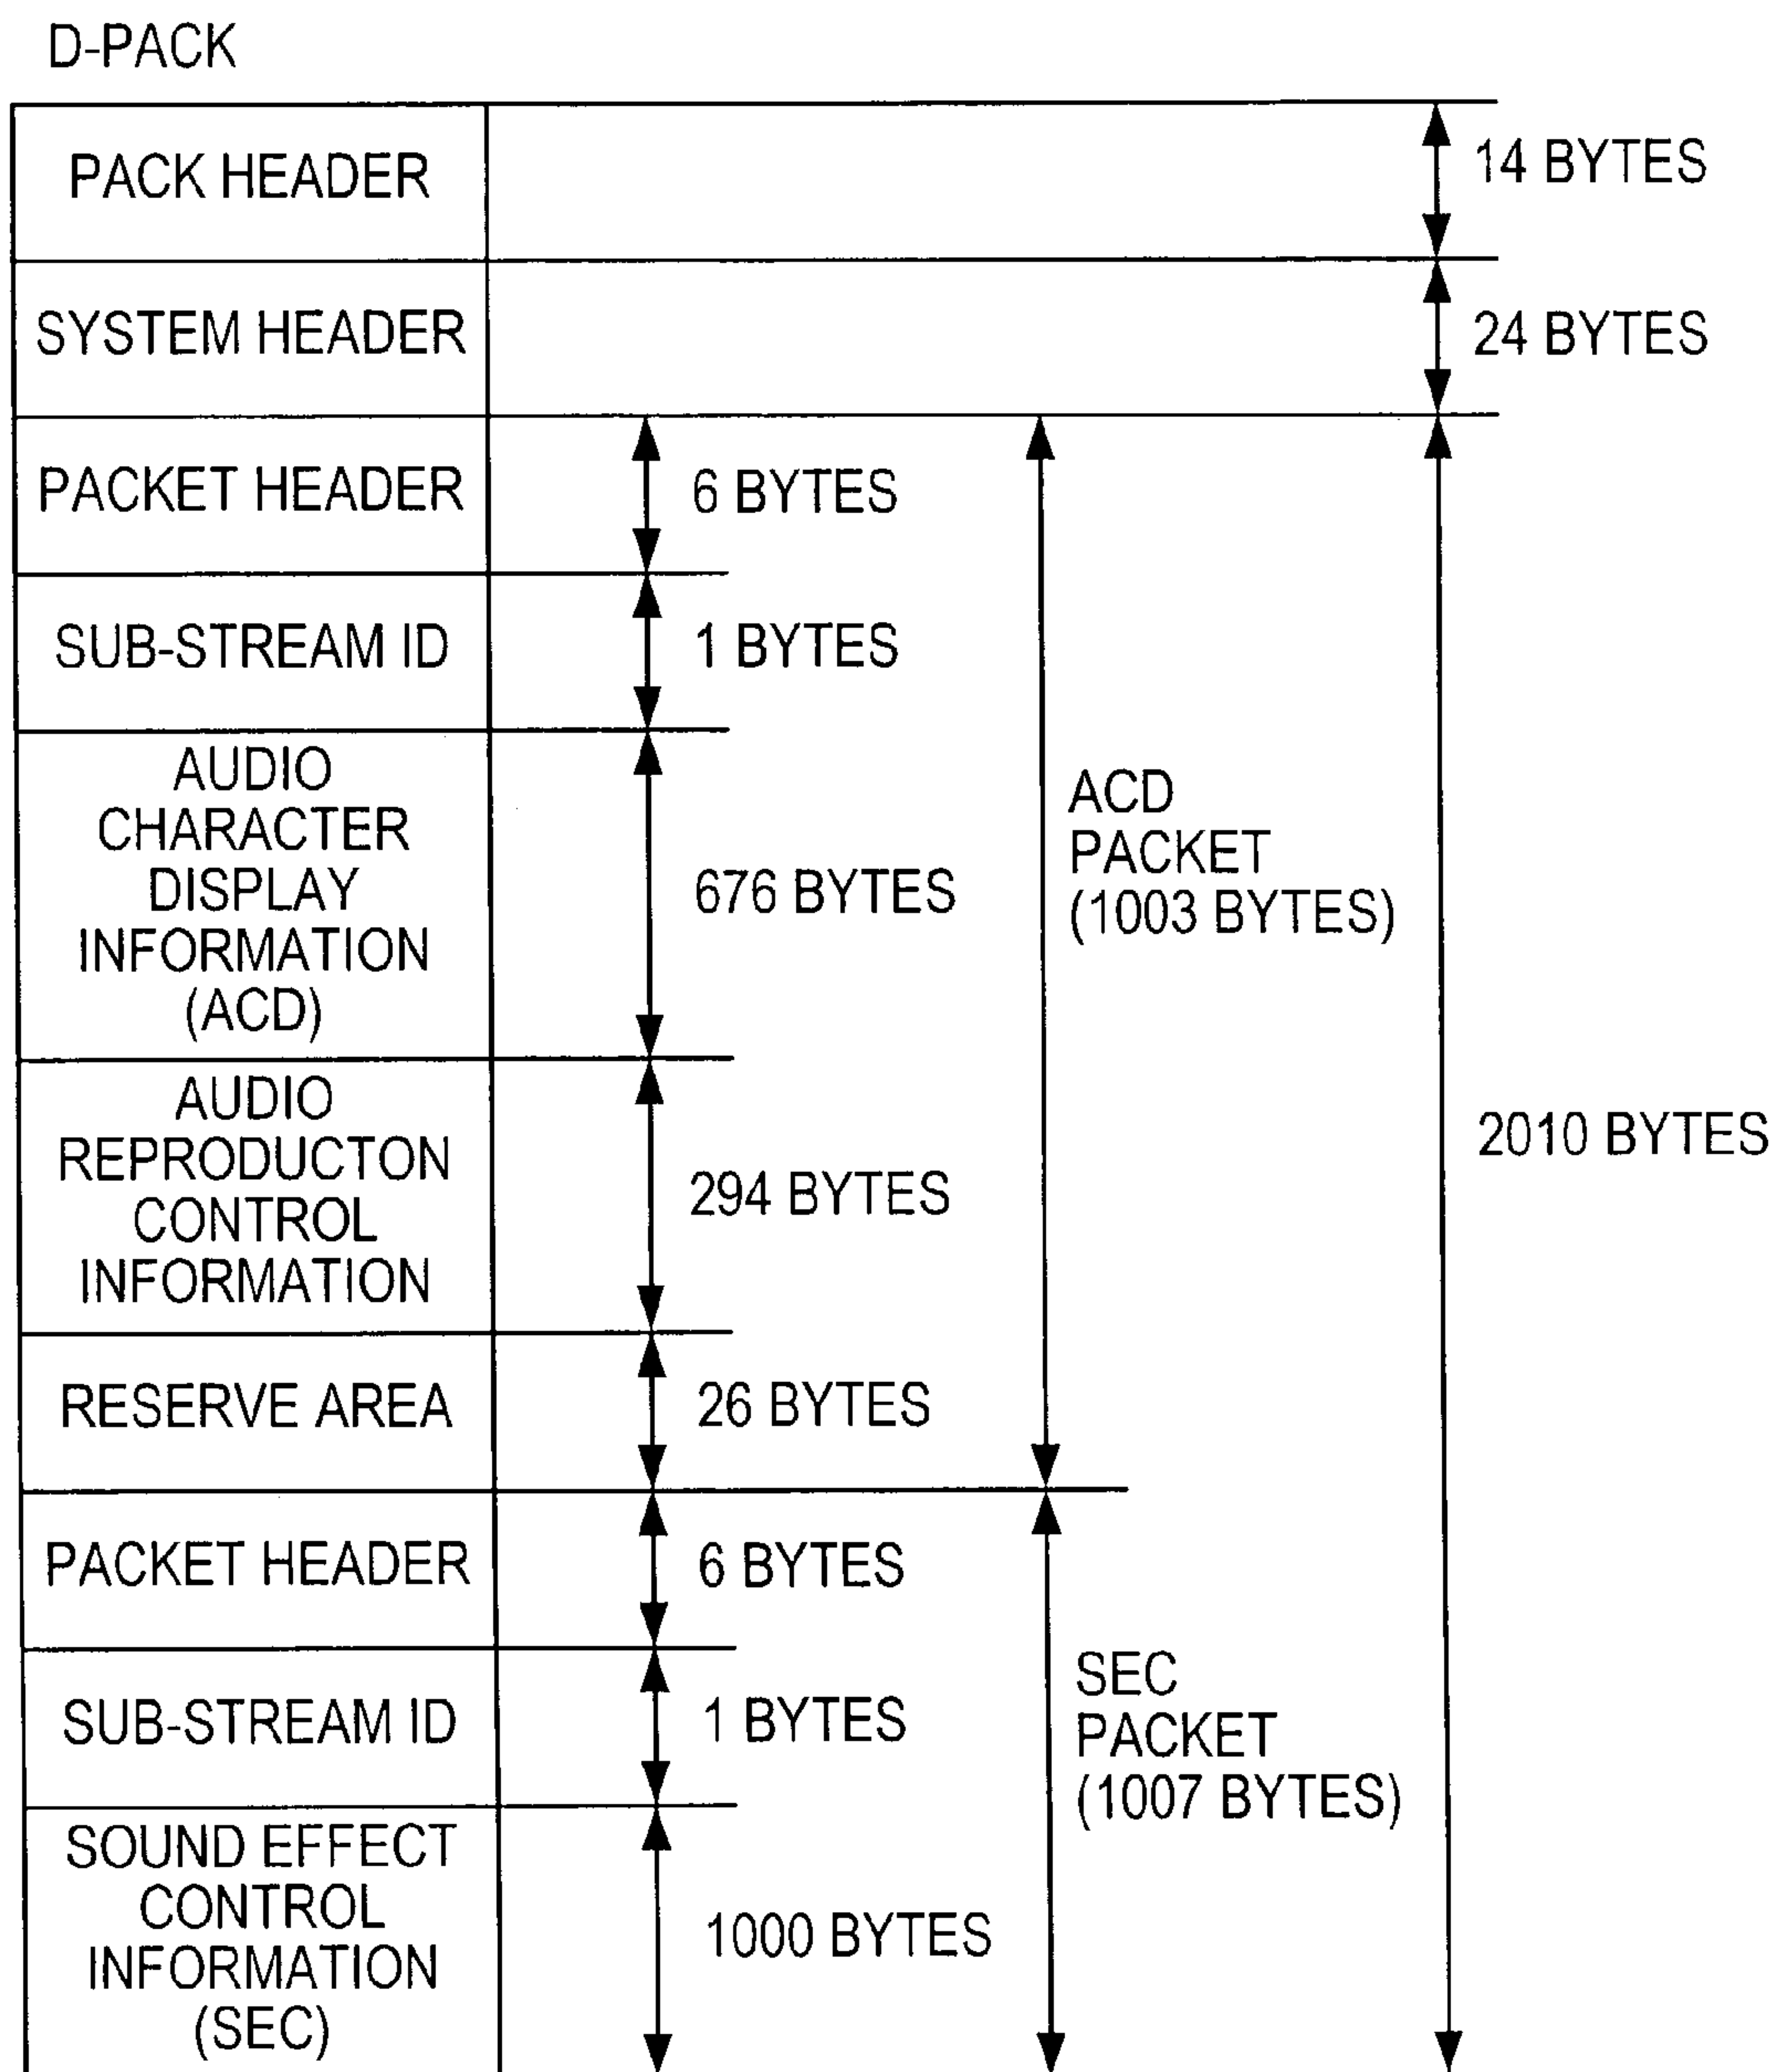 D-PACK
PACK HEADER
14 BYTES
SYSTEM HEADER
24 BYTES
PACKET HEADER
6 BYTES
SUB-STREAM ID
1 BYTES
AUDIO
CHARACTER
DISPLAY
INFORMATION
(ACD)
676 BYTES
ACD
PACKET
(1003 BYTES)
2010 BYTES
AUDIO
REPRODUCTON
CONTROL
INFORMATION
294 BYTES
RESERVE AREA
26 BYTES
PACKET HEADER
6 BYTES
SUB-STREAM ID
1 BYTES
SEC
PACKET
(1007 BYTES)
SOUND EFFECT
CONTROL
INFORMATION
(SEC)
1000 BYTES